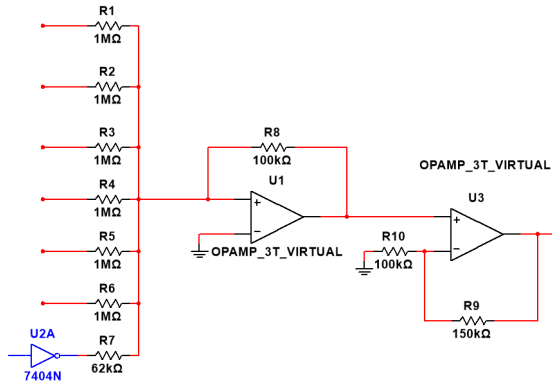 R1
1MΩ
R2
1MΩ
R3
1MΩ
R4
1MΩ
R5
1MΩ
R6
1MΩ
U2A
7404N
R7
62kΩ
R8
100kΩ
U1
+
−
OPAMP_3T_VIRTUAL
OPAMP_3T_VIRTUAL
U3
+
−
R10
100kΩ
R9
150kΩ